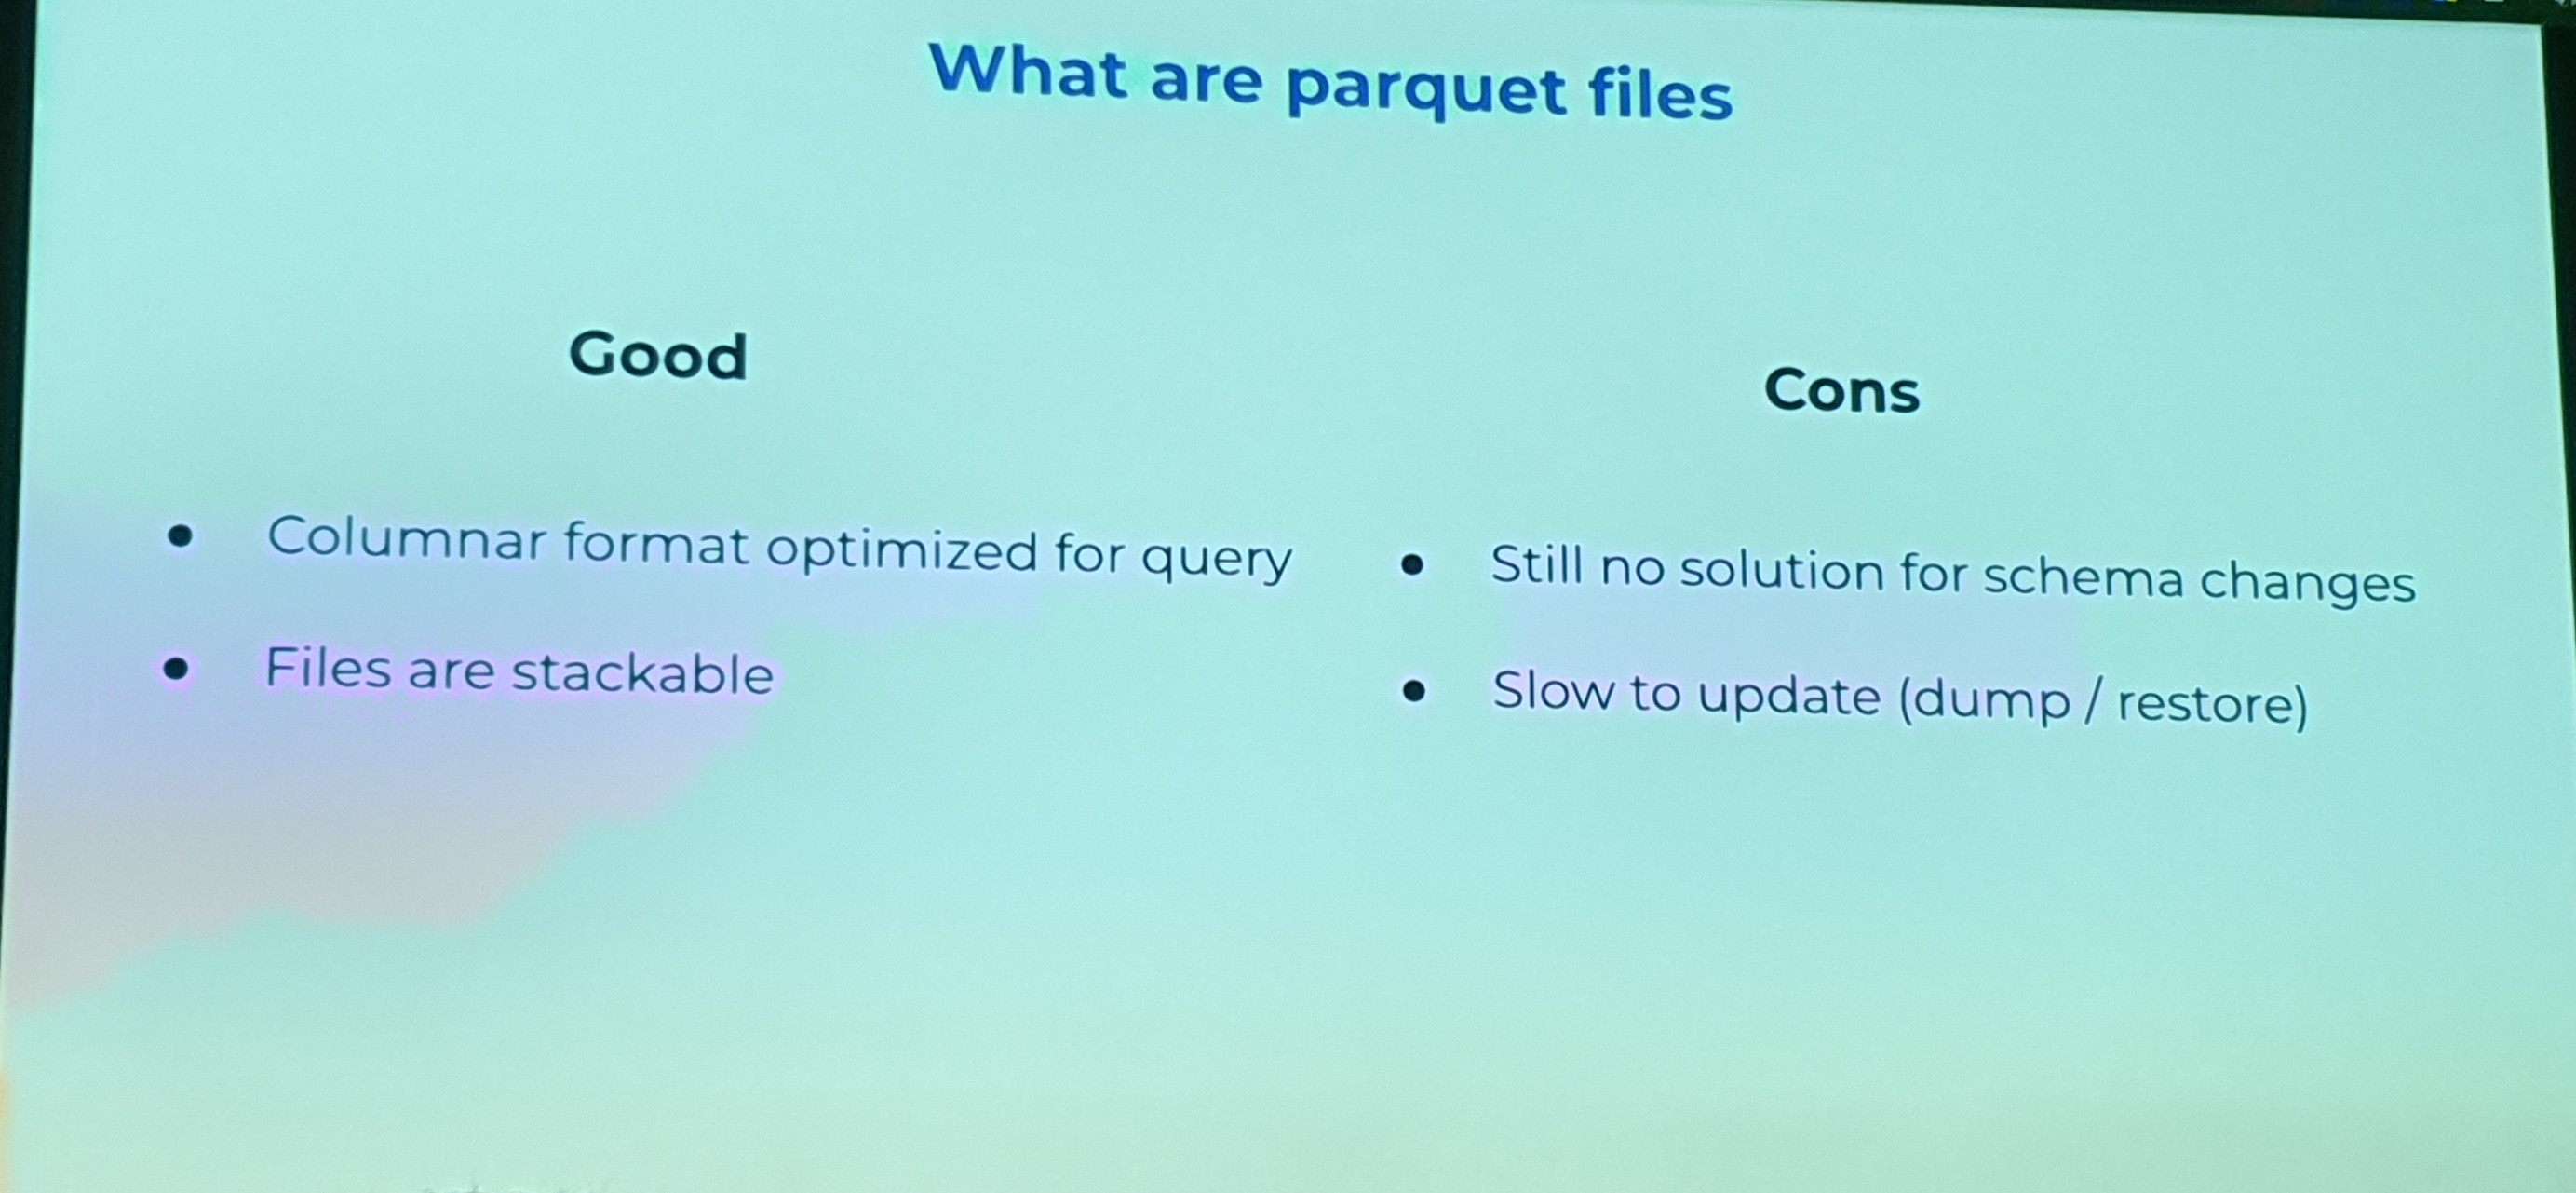 What are parquet files
Good
Columnar format optimized for query
Files are stackable
Cons
Still no solution for schema changes
Slow to update (dump / restore)